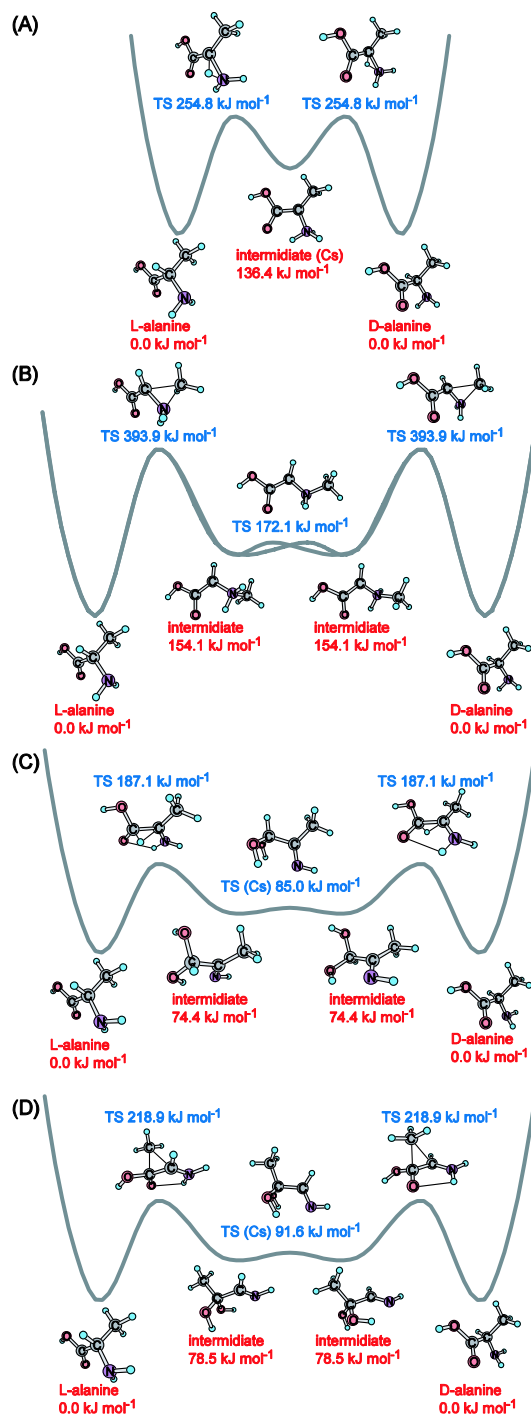 (A)
TS 254.8 kJ mol⁻¹ TS 254.8 kJ mol⁻¹
intermidiate (Cs)
136.4 kJ mol⁻¹
L-alanine
0.0 kJ mol⁻¹
D-alanine
0.0 kJ mol⁻¹
(B)
TS 393.9 kJ mol⁻¹ TS 393.9 kJ mol⁻¹
TS 172.1 kJ mol⁻¹
intermidiate
154.1 kJ mol⁻¹
intermidiate
154.1 kJ mol⁻¹
L-alanine
0.0 kJ mol⁻¹
D-alanine
0.0 kJ mol⁻¹
(C)
TS 187.1 kJ mol⁻¹ TS 187.1 kJ mol⁻¹
TS (Cs) 85.0 kJ mol⁻¹
intermidiate
74.4 kJ mol⁻¹
intermidiate
74.4 kJ mol⁻¹
L-alanine
0.0 kJ mol⁻¹
D-alanine
0.0 kJ mol⁻¹
(D)
TS 218.9 kJ mol⁻¹ TS 218.9 kJ mol⁻¹
TS (Cs) 91.6 kJ mol⁻¹
intermidiate
78.5 kJ mol⁻¹
intermidiate
78.5 kJ mol⁻¹
L-alanine
0.0 kJ mol⁻¹
D-alanine
0.0 kJ mol⁻¹